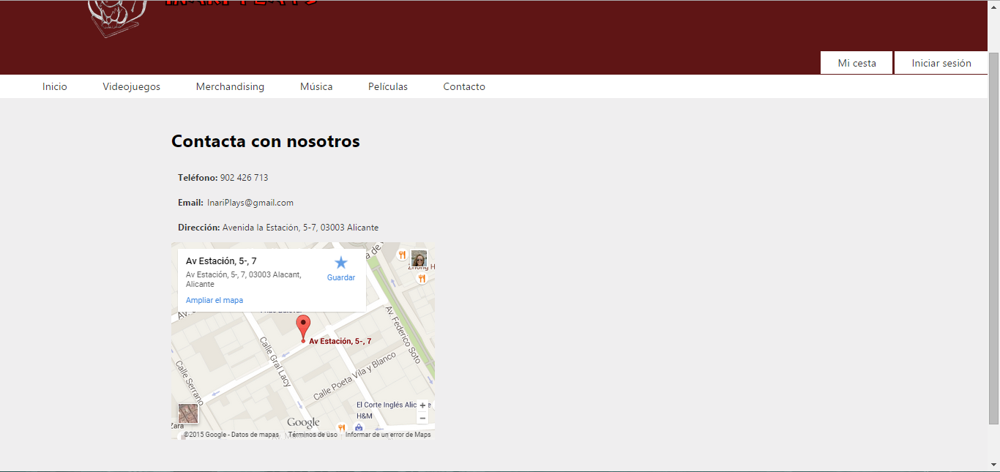 Mi cesta
Iniciar sesión
Inicio
Videojuegos
Merchandising
Música
Películas
Contacto
Contacta con nosotros
Teléfono: 902 426 713
Email: InariPlays@gmail.com
Dirección: Avenida la Estación, 5-7, 03003 Alicante
Av Estación, 5-, 7
Av Estación, 5-, 7, 03003 Alacant,
Alicante
Guardar
Ampliar el mapa
Av Estación, 5-, 7
Av. Federico Soto
Calle Gral Lacy
Calle Poeta Vila y Blanco
Calle Serrano
El Corte Inglés Alic
H&M
Zara
Google
©2015 Google - Datos de mapas
Términos de uso
Informar de un error de Maps